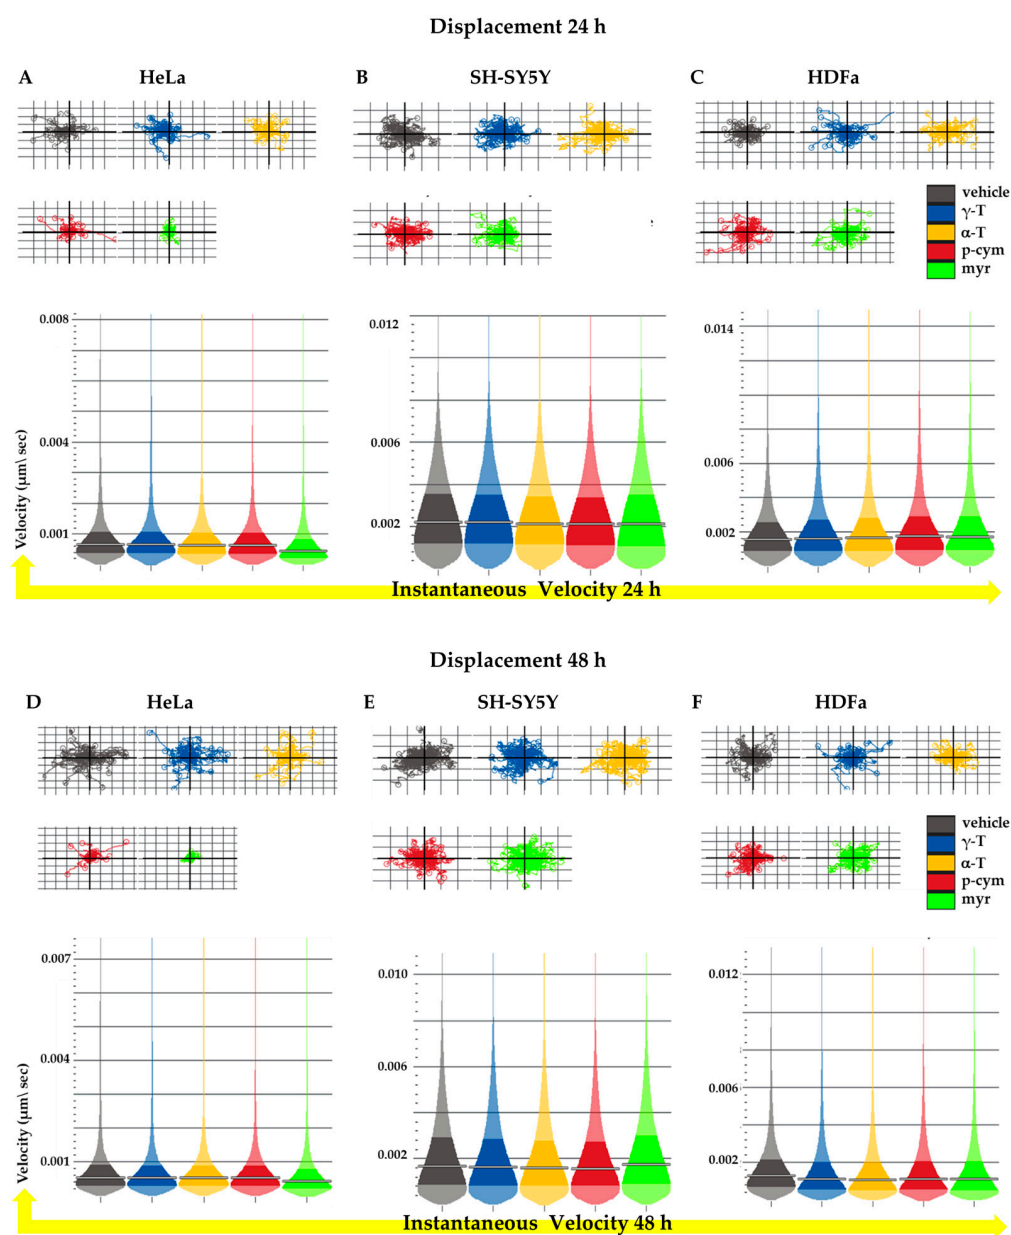 Displacement 24 h
A HeLa B SH-SY5Y C HDFa
vehicle
γ-T
α-T
p-cym
myr
Velocity (μm\ sec)
0.008
0.004
0.001
0.012
0.006
0.002
0.014
0.006
0.002
Instantaneous Velocity 24 h
Displacement 48 h
D HeLa E SH-SY5Y F HDFa
vehicle
γ-T
α-T
p-cym
myr
Velocity (μm\ sec)
0.007
0.004
0.001
0.010
0.006
0.002
0.012
0.006
0.002
Instantaneous Velocity 48 h